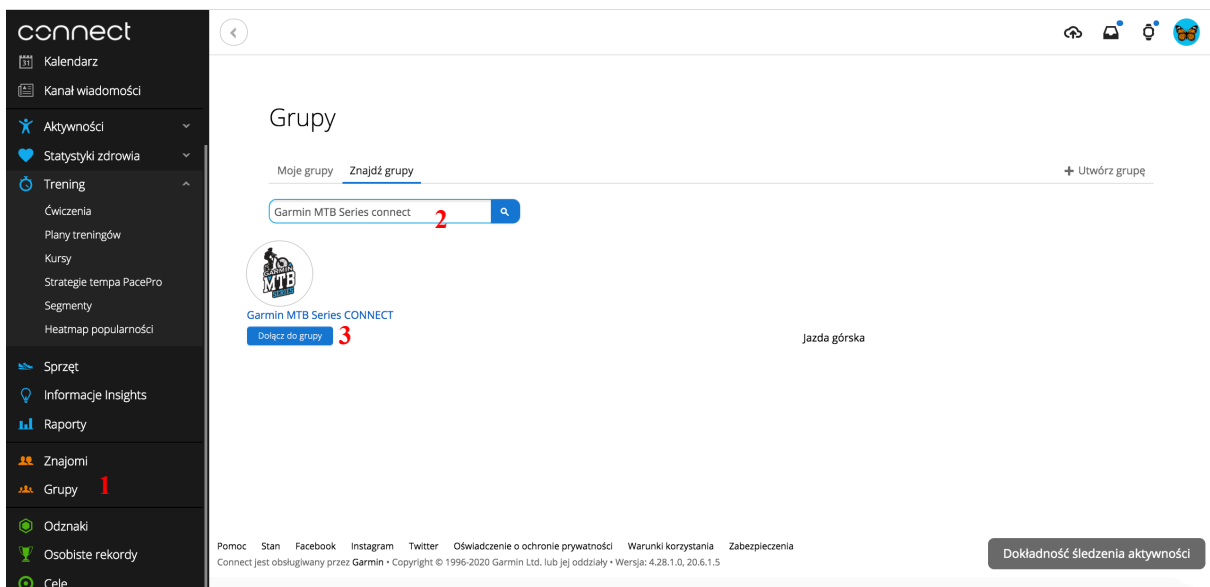 connect
31
Kalendarz
Kanał wiadomości
Aktywności
Statystyki zdrowia
Trening
Ćwiczenia
Plany treningów
Kursy
Strategie tempa PacePro
Segmenty
Heatmap popularności
Sprzęt
Informacje Insights
Raporty
Znajomi
Grupy 1
Odznaki
Osobiste rekordy
Cele
Grupy
Moje grupy Znajdź grupy + Utwórz grupę
Garmin MTB Series connect 2
GARMIN
MTB
SERIES
Garmin MTB Series CONNECT
Dołącz do grupy 3
Jazda górska
Pomoc Stan Facebook Instagram Twitter Oświadczenie o ochronie prywatności Warunki korzystania Zabezpieczenia
Connect jest obsługiwany przez Garmin • Copyright © 1996-2020 Garmin Ltd. lub jej oddziały • Wersja: 4.28.1.0, 20.6.1.5
Dokładność śledzenia aktywności